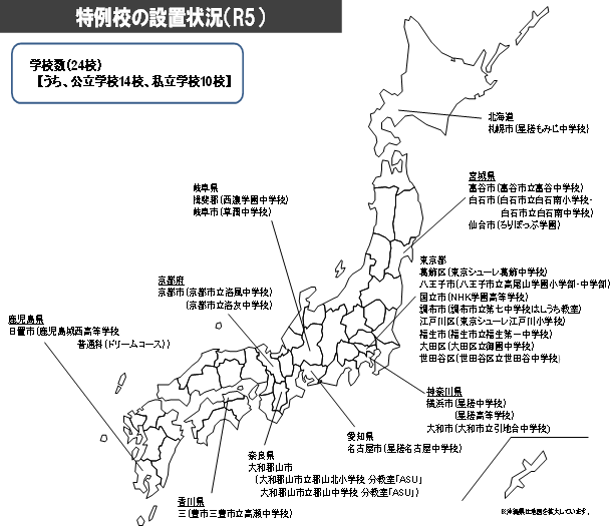 特例校の設置状況(R5)
学校数(24校)
【うち、公立学校14校、私立学校10校】
北海道
札幌市(星槎もみじ中学校)
宮城県
富谷市(富谷市立富谷中学校)
白石市(白石市立白石南小学校・
白石市立白石南中学校)
仙台市(ろりぽっぷ学園)
岐阜県
揖斐郡(西濃学園中学校)
岐阜市(草潤中学校)
東京都
葛飾区(東京シューレ葛飾中学校)
八王子市(八王子市立高尾山学園小学部・中学部)
国立市(NHK学園高等学校)
調布市(調布市立第七中学校はしうち教室)
江戸川区(東京シューレ江戸川小学校)
福生市(福生市立福生第一中学校)
大田区(大田区立御園中学校)
世田谷区(世田谷区立世田谷中学校)
京都府
京都市(京都市立洛風中学校)
(京都市立洛友中学校)
鹿児島県
日置市(鹿児島城西高等学校
普通科(ドリームコース))
神奈川県
横浜市(星槎中学校)
(星槎高等学校)
大和市(大和市立引地台中学校)
愛知県
名古屋市(星槎名古屋中学校)
奈良県
大和郡山市
(大和郡山市立郡山北小学校 分教室「ASU」
大和郡山市立郡山中学校 分教室「ASU」)
香川県
三豊市三豊市立高瀬中学校)
※沖縄県は地図を拡大しています。